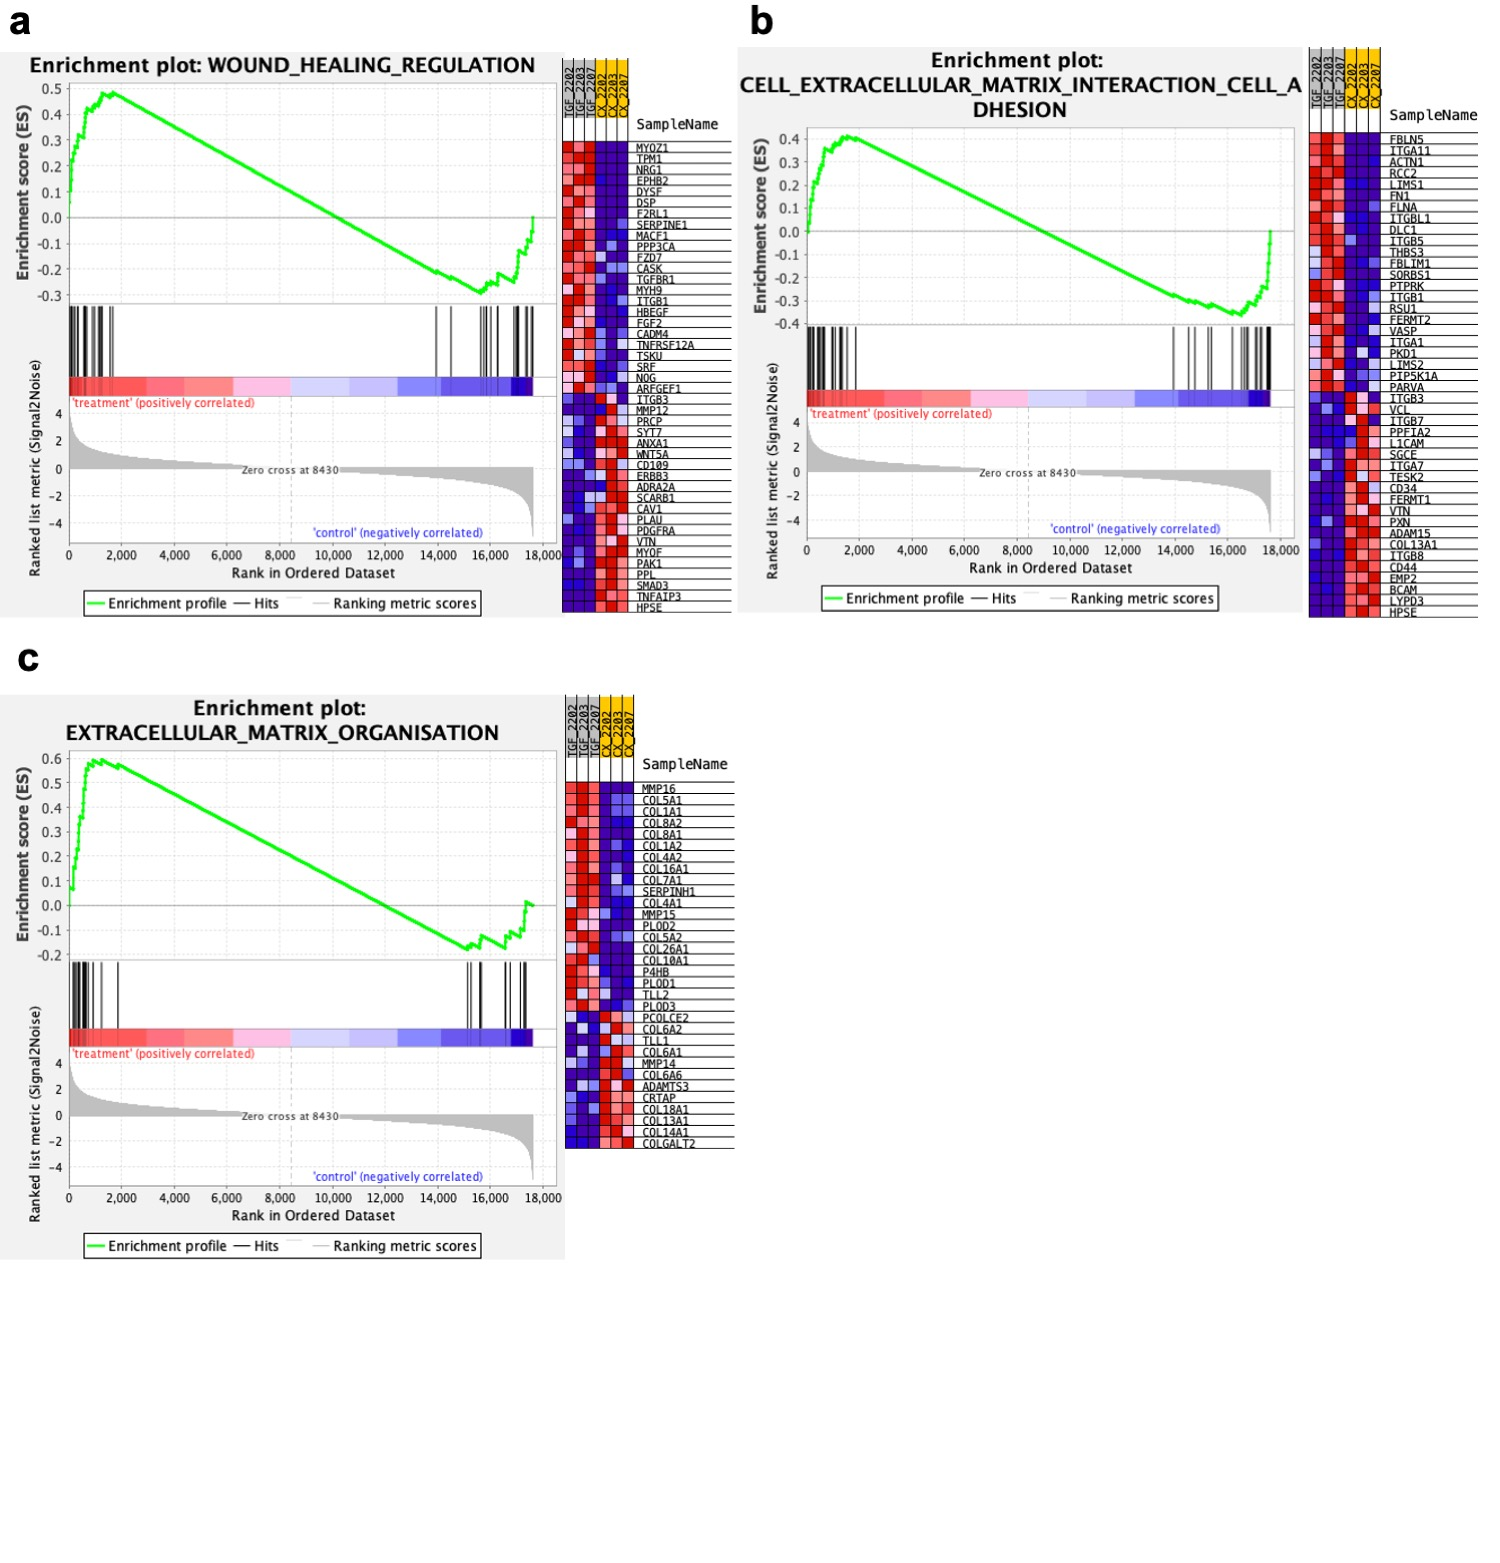 a
Enrichment plot: WOUND_HEALING_REGULATION
Enrichment score (ES)
0.5
0.4
0.3
0.2
0.1
0.0
-0.1
-0.2
-0.3
'treatment' (positively correlated)
Ranked list metric (Signal2Noise)
4
2
0
-2
-4
Zero cross at 8430
'control' (negatively correlated)
0 2,000 4,000 6,000 8,000 10,000 12,000 14,000 16,000 18,000
Rank in Ordered Dataset
Enrichment profile Hits Ranking metric scores
TGF_2202
TGF_2203
TGF_2207
CX_2202
CX_2203
CX_2207
SampleName
MYOZ1
TPM1
NRG1
EPHB2
DYSF
DSP
F2RL1
SERPINE1
MACF1
PPP3CA
FZD7
CASK
TGFBR1
MYH9
ITGB1
HBEGF
FGF2
CADM4
TNFRSF12A
TSKU
SRF
NOG
ARFGEF1
ITGB3
MMP12
PRCP
SYT7
ANXA1
WNT5A
CD109
ERBB3
ADRA2A
SCARB1
CAV1
PLAU
PDGFRA
VTN
MYOF
PAK1
PPL
SMAD3
TNFAIP3
HPSE
b
Enrichment plot:
CELL_EXTRACELLULAR_MATRIX_INTERACTION_CELL_A
DHESION
Enrichment score (ES)
0.4
0.3
0.2
0.1
0.0
-0.1
-0.2
-0.3
-0.4
'treatment' (positively correlated)
Ranked list metric (Signal2Noise)
4
2
0
-2
-4
Zero cross at 8430
'control' (negatively correlated)
0 2,000 4,000 6,000 8,000 10,000 12,000 14,000 16,000 18,000
Rank in Ordered Dataset
Enrichment profile Hits Ranking metric scores
TGF_2202
TGF_2203
TGF_2207
CX_2202
CX_2203
CX_2207
SampleName
FBLN5
ITGA11
ACTN1
RCC2
LIMS1
FN1
FLNA
ITGBL1
DLC1
ITGB5
THBS3
FBLIM1
SORBS1
PTPRK
ITGB1
RSU1
FERMT2
VASP
ITGA1
PKD1
LIMS2
PIP5K1A
PARVA
ITGB3
VCL
ITGB7
PPFIA2
L1CAM
SGCE
ITGA7
TESK2
CD34
FERMT1
VTN
PXN
ADAM15
COL13A1
ITGB8
CD44
EMP2
BCAM
LYPD3
HPSE
c
Enrichment plot:
EXTRACELLULAR_MATRIX_ORGANISATION
Enrichment score (ES)
0.6
0.5
0.4
0.3
0.2
0.1
0.0
-0.1
-0.2
'treatment' (positively correlated)
Ranked list metric (Signal2Noise)
4
2
0
-2
-4
Zero cross at 8430
'control' (negatively correlated)
0 2,000 4,000 6,000 8,000 10,000 12,000 14,000 16,000 18,000
Rank in Ordered Dataset
Enrichment profile Hits Ranking metric scores
TGF_2202
TGF_2203
TGF_2207
CX_2202
CX_2203
CX_2207
SampleName
MMP16
COL5A1
COL1A1
COL8A2
COL8A1
COL1A2
COL4A2
COL16A1
COL7A1
SERPINH1
COL4A1
MMP15
PLOD2
COL5A2
COL26A1
COL10A1
P4HB
PLOD1
TLL2
PLOD3
PCOLCE2
COL6A2
TLL1
COL6A1
MMP14
COL6A6
ADAMTS3
CRTAP
COL18A1
COL13A1
COL14A1
COLGALT2